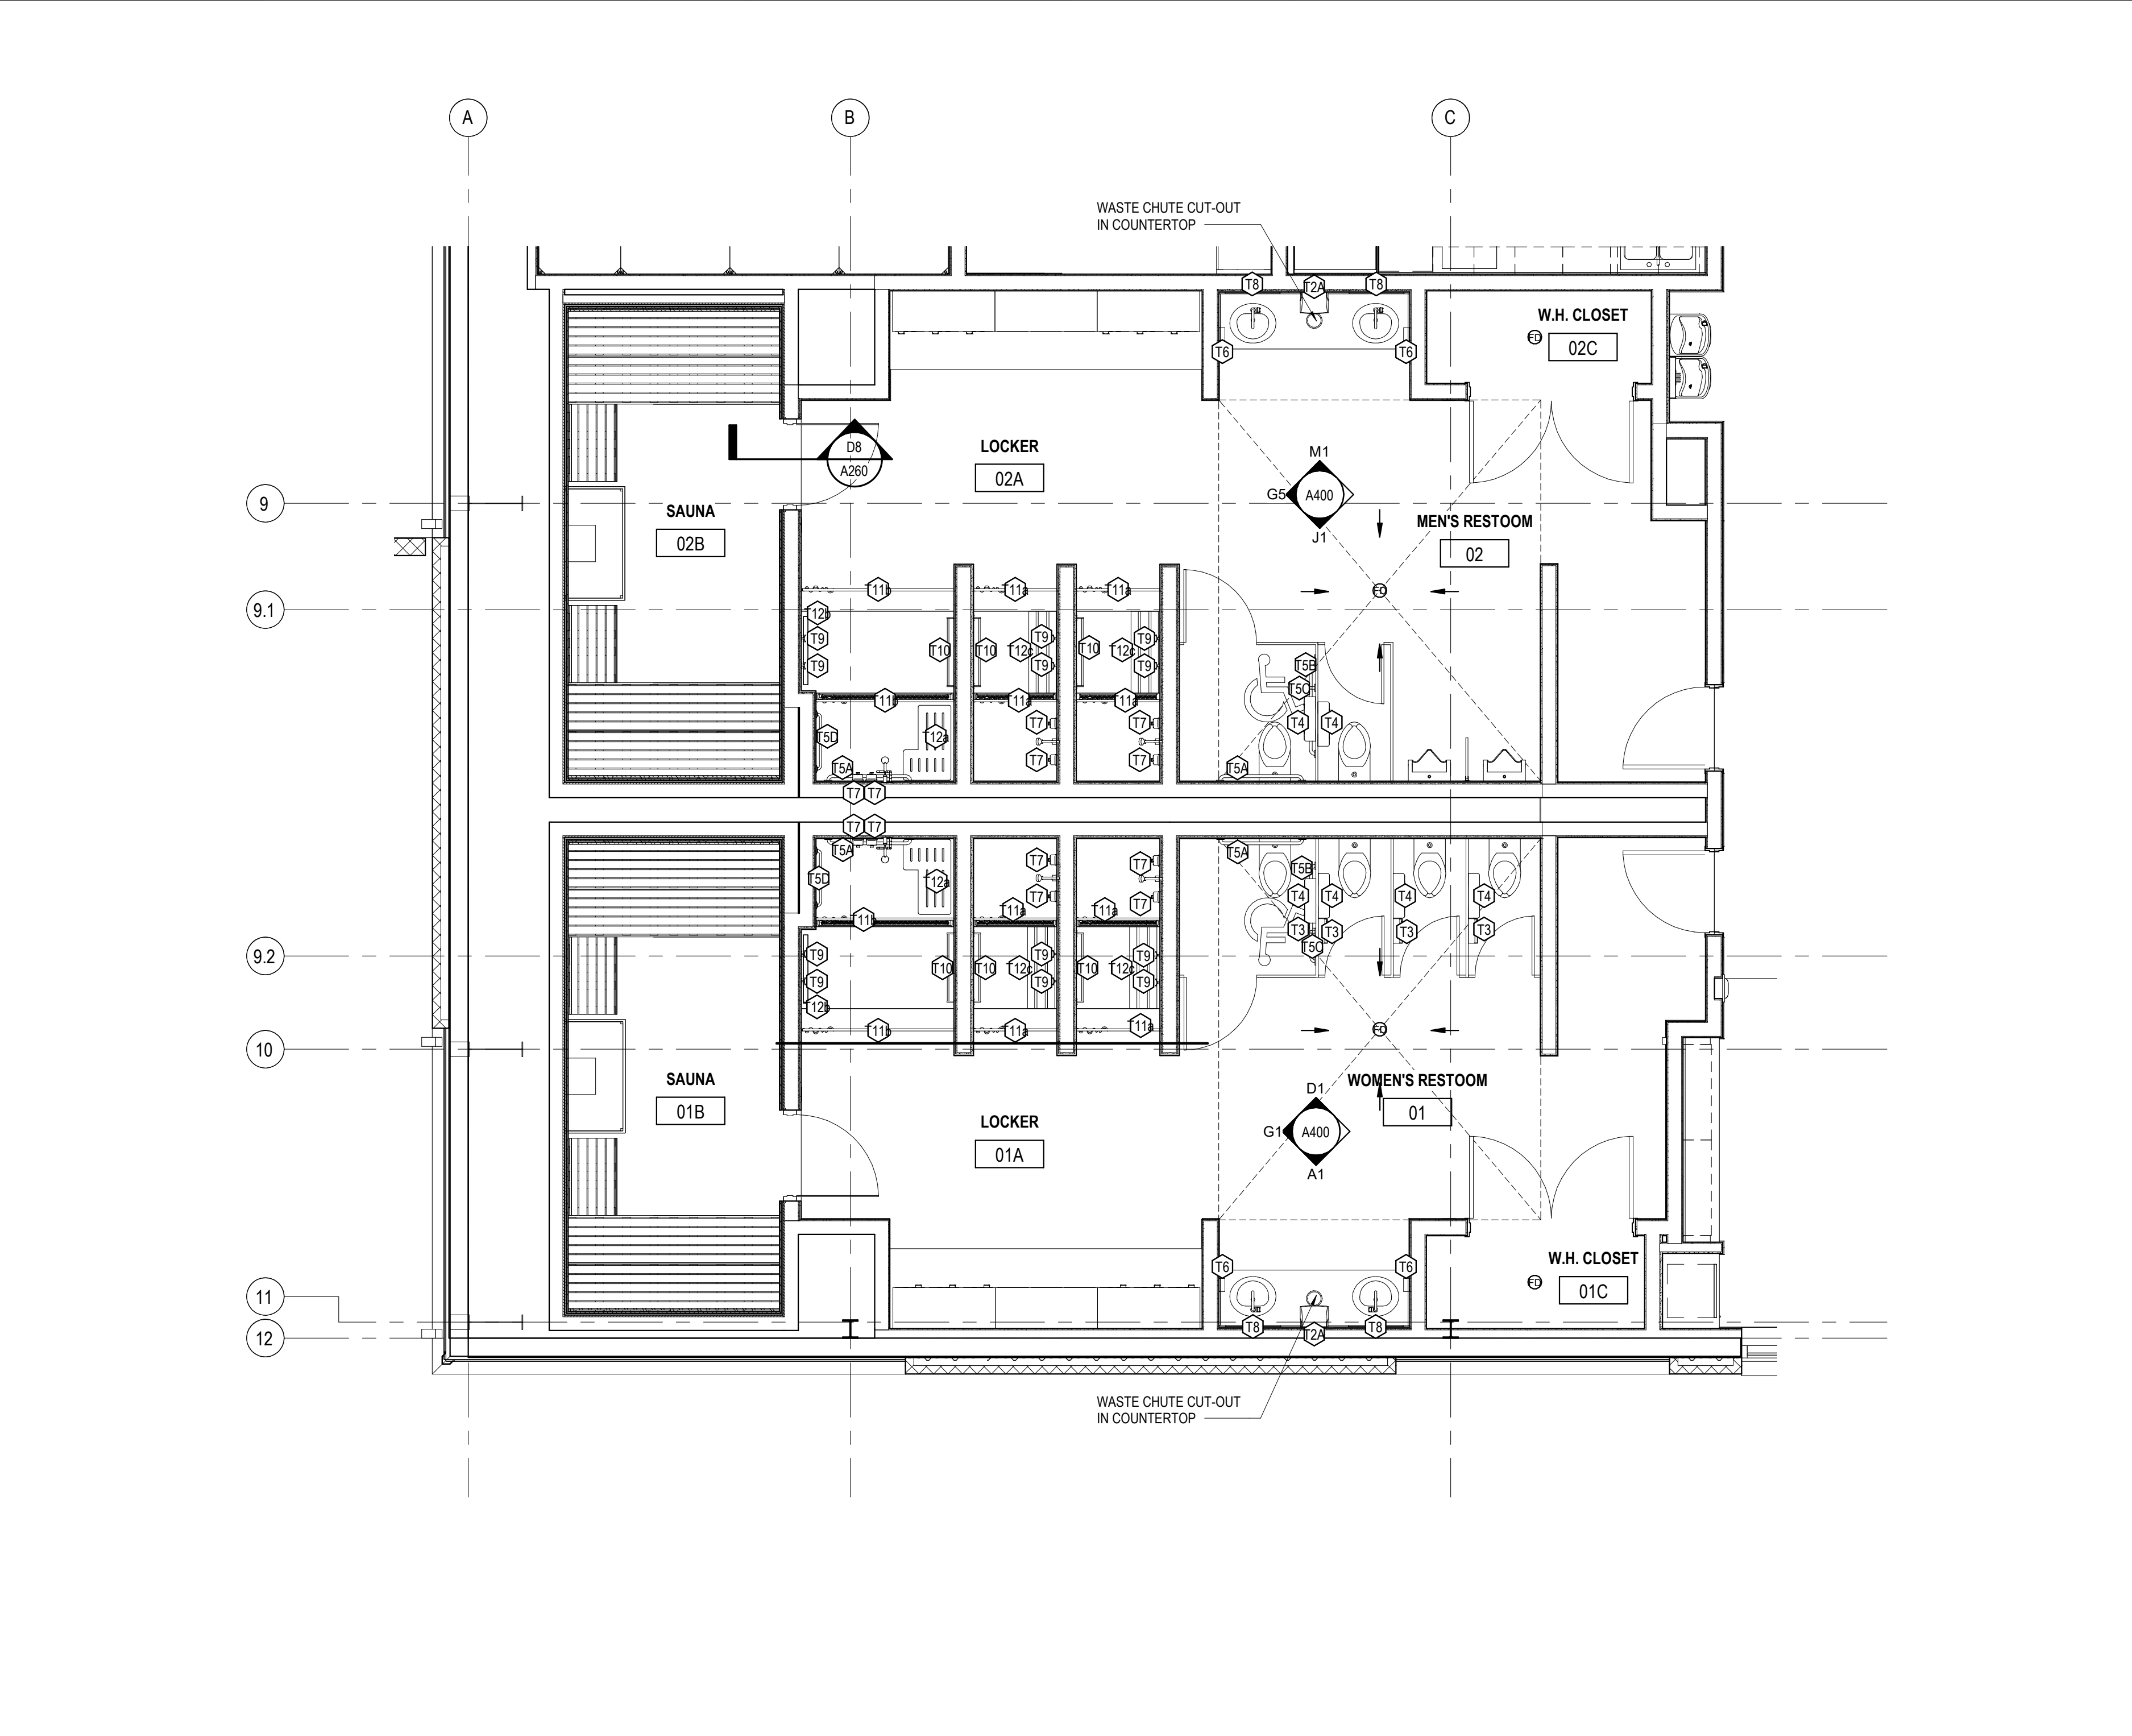 A
B
C
WASTE CHUTE CUT-OUT
IN COUNTERTOP
T8
T2A
T8
W.H. CLOSET
FD
02C
T6
T6
D8
A260
LOCKER
02A
M1
G5
A400
J1
9
SAUNA
02B
MEN'S RESTOOM
02
FD
9.1
T11b
T11a
T11a
T12b
T9
T9
T10
T10
T12c
T9
T9
T10
T12c
T9
T9
T5B
T5C
T11b
T11a
T11a
T4
T4
T5D
T12a
T7
T7
T7
T7
T5A
T5A
T7
T7
T7
T7
T5A
T5A
T5D
T12a
T7
T7
T7
T7
T5B
T4
T4
T4
T4
T11b
T11a
T11a
T3
T3
T3
T3
T5C
9.2
T9
T9
T12b
T10
T10
T12c
T9
T9
T10
T12c
T9
T9
T11b
T11a
T11a
FD
10
SAUNA
01B
WOMEN'S RESTOOM
01
D1
G1
A400
A1
LOCKER
01A
W.H. CLOSET
FD
01C
T6
T6
11
12
T8
T2A
T8
WASTE CHUTE CUT-OUT
IN COUNTERTOP